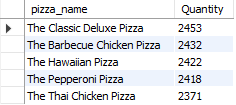 pizza_name Quantity
The Classic Deluxe Pizza 2453
The Barbecue Chicken Pizza 2432
The Hawaiian Pizza 2422
The Pepperoni Pizza 2418
The Thai Chicken Pizza 2371